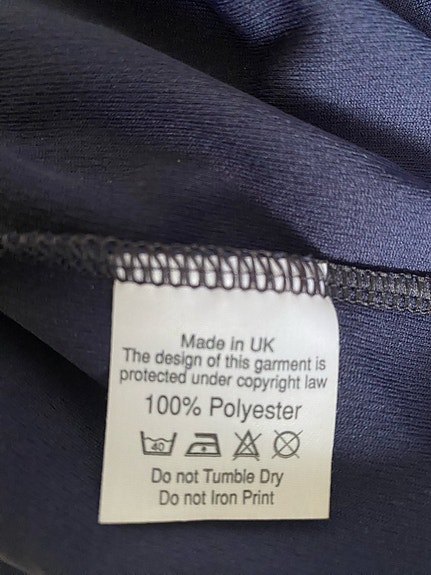 Made in UK
The design of this garment is
protected under copyright law
100% Polyester
40
Do not Tumble Dry
Do not Iron Print